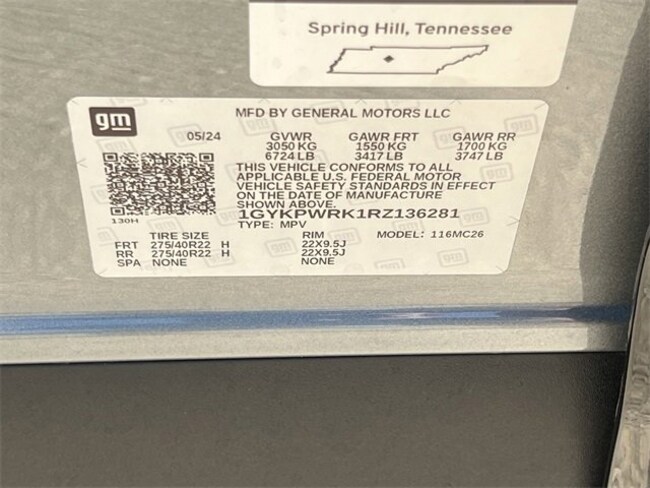 Spring Hill, Tennessee
gm
MFD BY GENERAL MOTORS LLC
05/24 GVWR GAWR FRT GAWR RR
3050 KG 1550 KG 1700 KG
6724 LB 3417 LB 3747 LB
THIS VEHICLE CONFORMS TO ALL
APPLICABLE U.S. FEDERAL MOTOR
VEHICLE SAFETY STANDARDS IN EFFECT
ON THE DATE OF MANUFACTURE
SHOWN ABOVE.
1GYKPWRK1RZ136281
130H
TYPE: MPV
TIRE SIZE RIM MODEL: 116MC26
FRT 275/40R22 H 22X9.5J
RR 275/40R22 H 22X9.5J
SPA NONE NONE